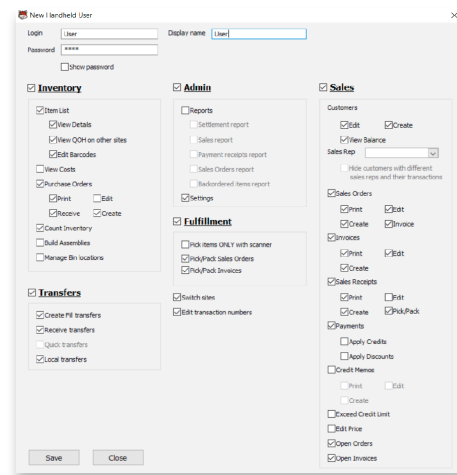 New Handheld User
Login User Display name User
Password ****
Show password
Inventory
Item List
View Details
View QOH on other sites
Edit Barcodes
View Costs
Purchase Orders
Print Edit
Receive Create
Count Inventory
Build Assemblies
Manage Bin locations
Transfers
Create Fill transfers
Receive transfers
Quick transfers
Local transfers
Admin
Reports
Settlement report
Sales report
Payment receipts report
Sales Orders report
Backordered items report
Settings
Fulfillment
Pick items ONLY with scanner
Pick/Pack Sales Orders
Pick/Pack Invoices
Switch sites
Edit transaction numbers
Sales
Customers
Edit Create
View Balance
Sales Rep
Hide customers with different
sales reps and their transactions
Sales Orders
Print Edit
Create Invoice
Invoices
Print Edit
Create
Sales Receipts
Print Edit
Create Pick/Pack
Payments
Apply Credits
Apply Discounts
Credit Memos
Print Edit
Create
Exceed Credit Limit
Edit Price
Open Orders
Open Invoices
Save Close